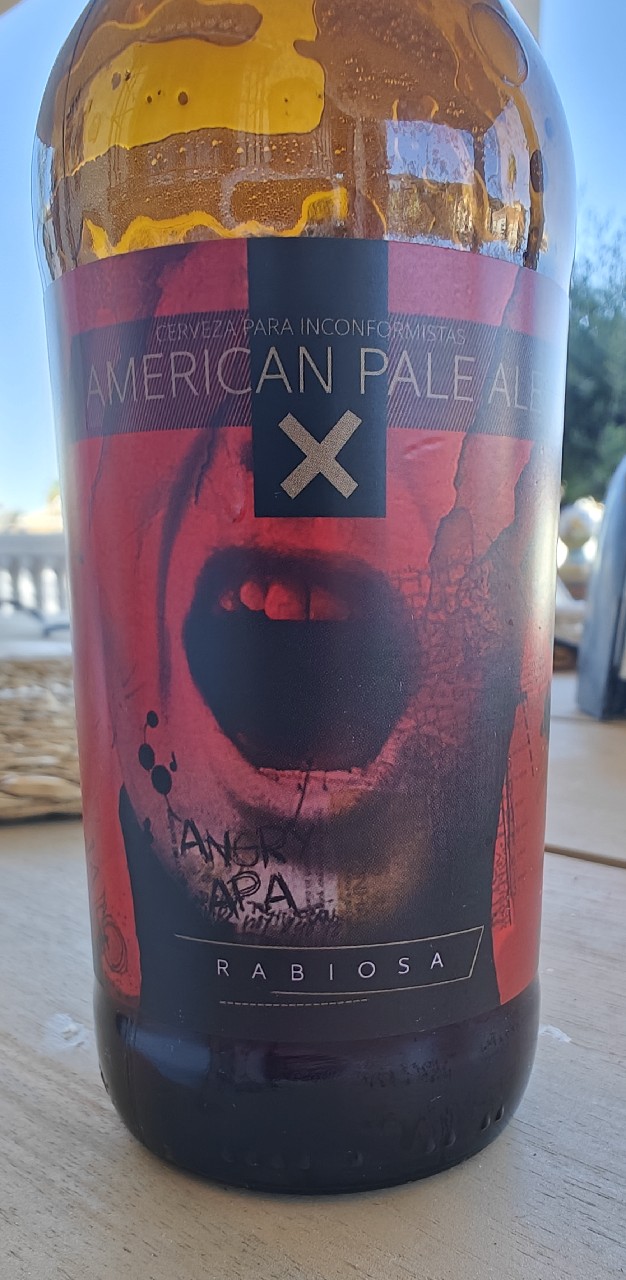 CERVEZA PARA INCONFORMISTAS
AMERICAN PALE ALE
X
ANGRY
APA
RABIOSA